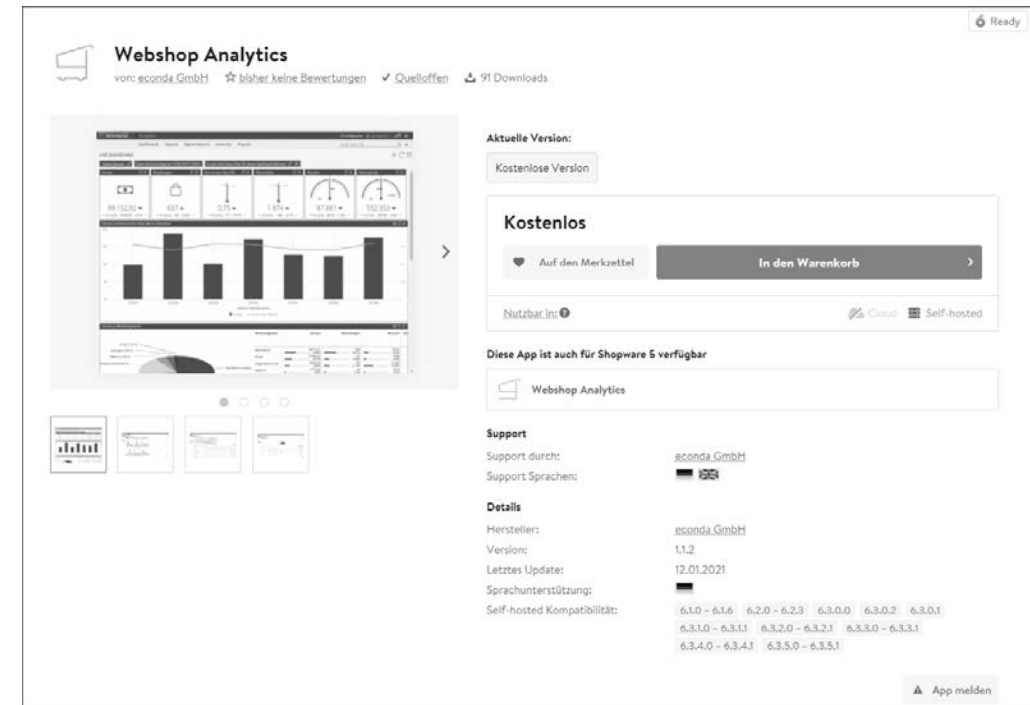 Ready
Webshop Analytics
von: econda GmbH bisher keine Bewertungen Quelloffen 91 Downloads
Aktuelle Version:
Kostenlose Version
Kostenlos
Auf den Merkzettel In den Warenkorb
Nutzbar in: Cloud Self-hosted
Diese App ist auch für Shopware 5 verfügbar
Webshop Analytics
Support
Support durch: econda GmbH
Support Sprachen:
Details
Hersteller: econda GmbH
Version: 1.1.2
Letztes Update: 12.01.2021
Sprachunterstützung:
Self-hosted Kompatibilität: 6.1.0 – 6.1.6 6.2.0 – 6.2.3 6.3.0.0 6.3.0.2 6.3.0.1
6.3.1.0 – 6.3.1.1 6.3.2.0 – 6.3.2.1 6.3.3.0 – 6.3.3.1
6.3.4.0 – 6.3.4.1 6.3.5.0 – 6.3.5.1
App melden